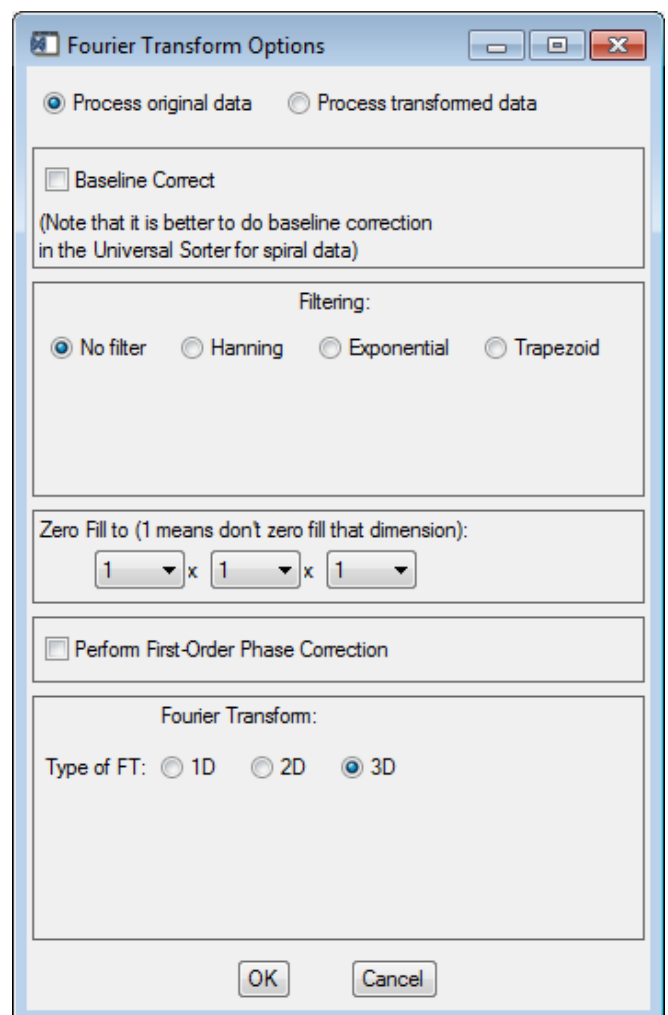 Fourier Transform Options
Process original data Process transformed data
Baseline Correct
(Note that it is better to do baseline correction
in the Universal Sorter for spiral data)
Filtering:
No filter Hanning Exponential Trapezoid
Zero Fill to (1 means don't zero fill that dimension):
1 x 1 x 1
Perform First-Order Phase Correction
Fourier Transform:
Type of FT: 1D 2D 3D
OK Cancel